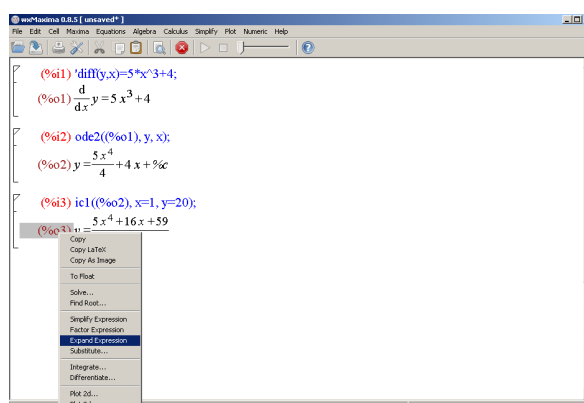 wxMaxima 0.8.5 [ unsaved* ]
File Edit Cell Maxima Equations Algebra Calculus Simplify Plot Numeric Help
(%i1) 'diff(y,x)=5*x^3+4;
(%o1) d/dx y = 5 x^3 + 4
(%i2) ode2((%o1), y, x);
(%o2) y = 5 x^4/4 + 4 x + %c
(%i3) ic1((%o2), x=1, y=20);
(%o3) y = 5 x^4 + 16 x + 59
Copy
Copy LaTeX
Copy As Image
To Float
Solve...
Find Root...
Simplify Expression
Factor Expression
Expand Expression
Substitute...
Integrate...
Differentiate...
Plot 2d...